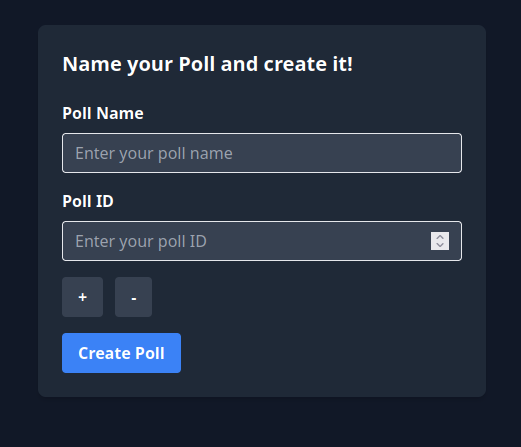 Name your Poll and create it!
Poll Name
Enter your poll name
Poll ID
Enter your poll ID
+ -
Create Poll